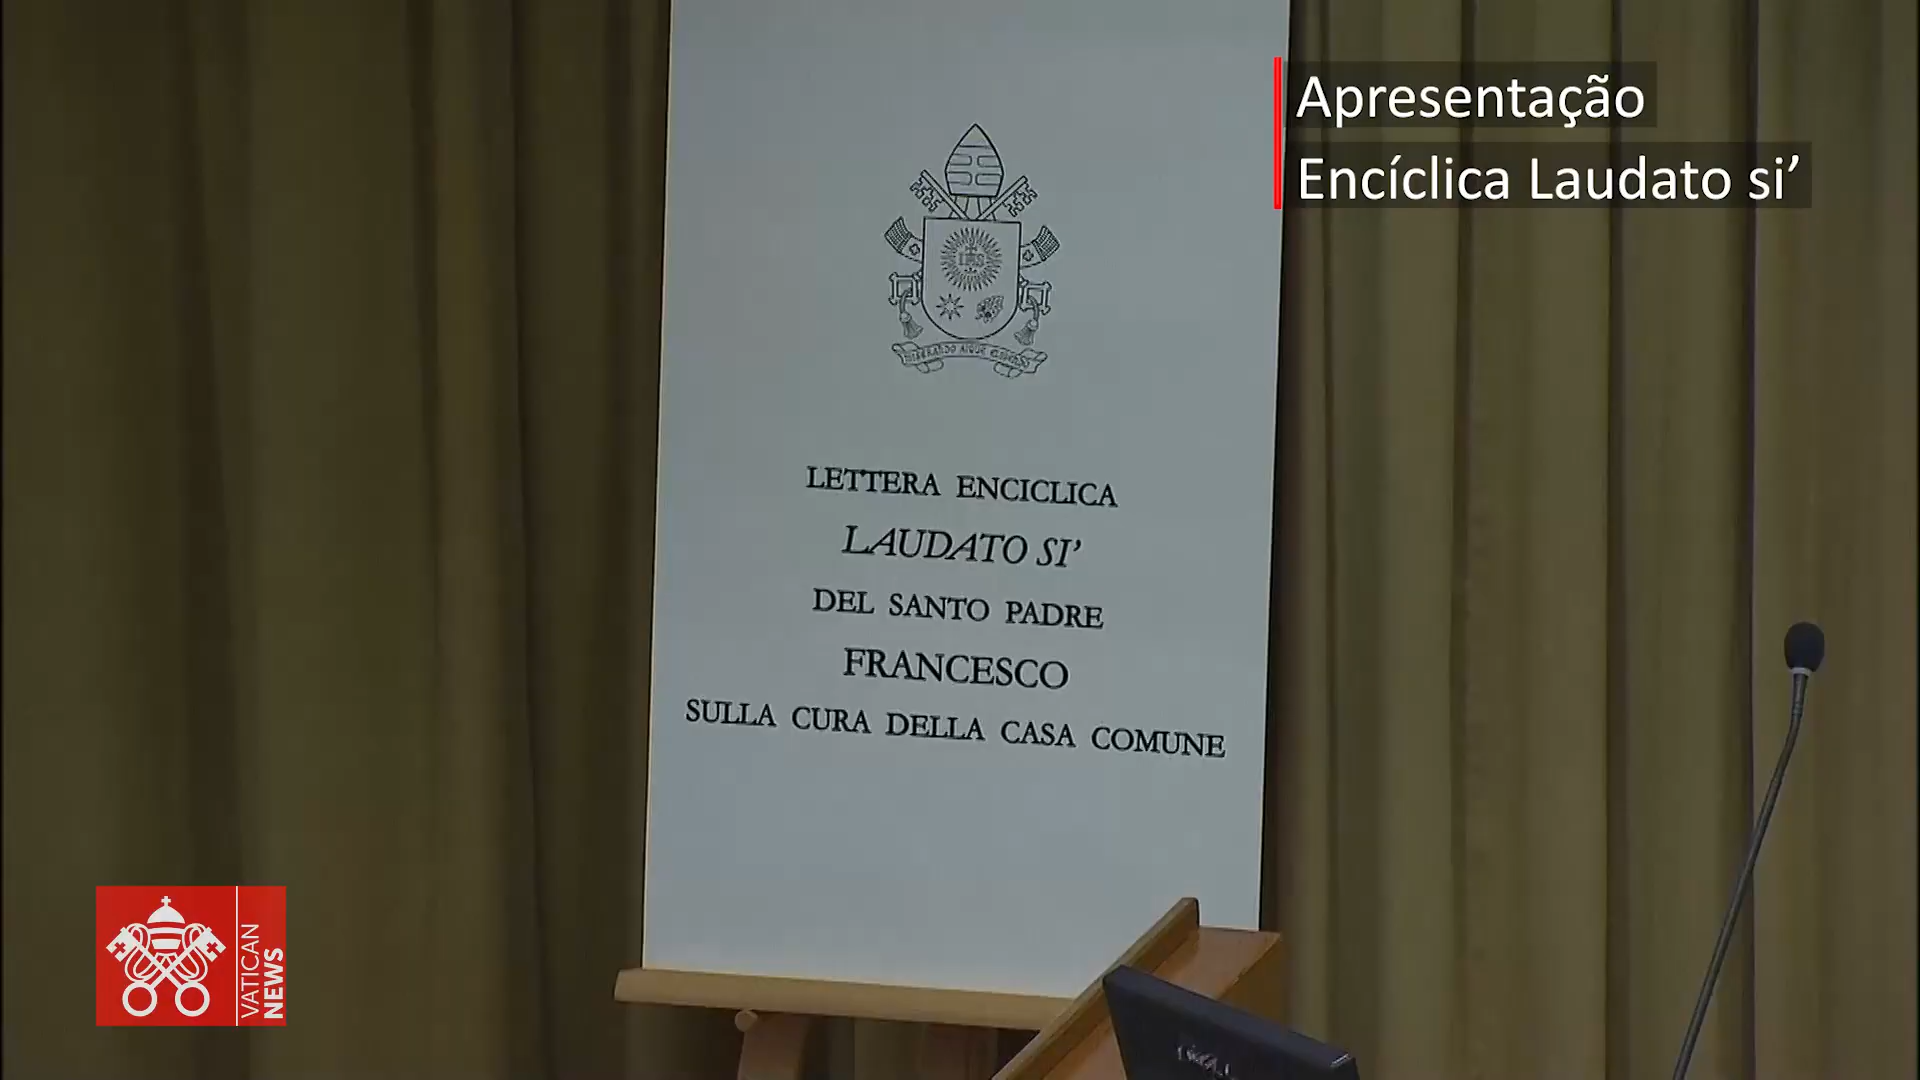 Apresentação
Encíclica Laudato si’
IHS
LETTERA ENCICLICA
LAUDATO SI’
DEL SANTO PADRE
FRANCESCO
SULLA CURA DELLA CASA COMUNE
VATICAN
NEWS